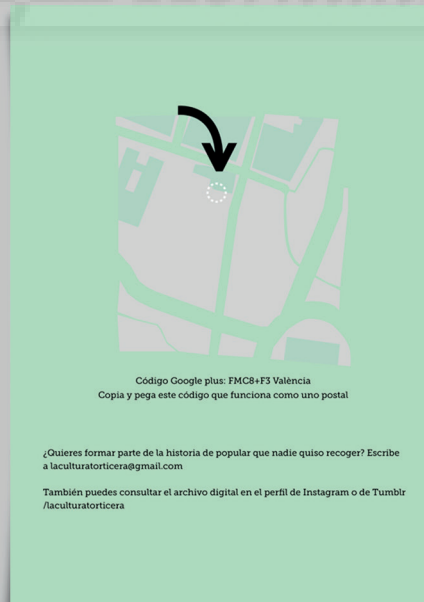 Código Google plus: FMC8+F3 València
Copia y pega este código que funciona como uno postal
¿Quieres formar parte de la historia de popular que nadie quiso recoger? Escribe
a laculturatorticera@gmail.com
También puedes consultar el archivo digital en el perfil de Instagram o de Tumblr
/laculturatorticera